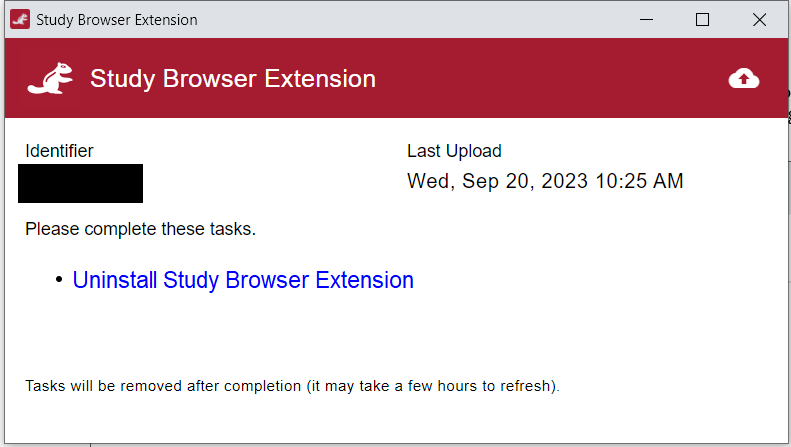 Study Browser Extension
Study Browser Extension
Identifier
Last Upload
Wed, Sep 20, 2023 10:25 AM
Please complete these tasks.
• Uninstall Study Browser Extension
Tasks will be removed after completion (it may take a few hours to refresh).